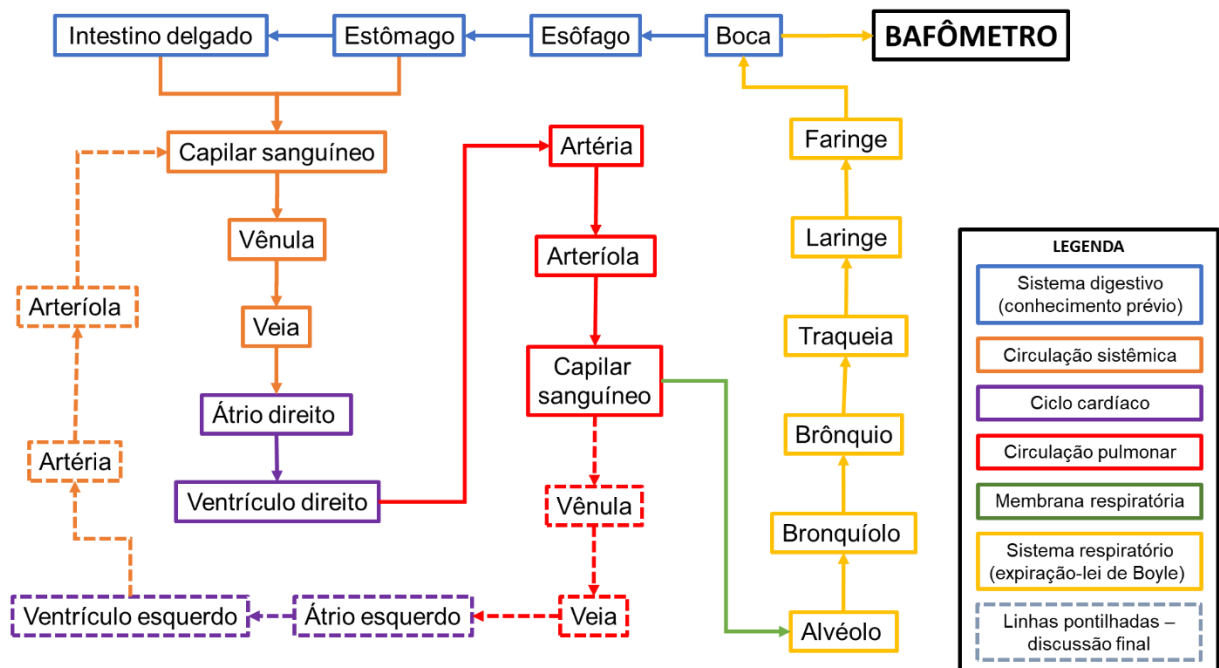 Intestino delgado
Estômago
Esôfago
Boca
BAFÔMETRO
Capilar sanguíneo
Vênula
Veia
Átrio direito
Ventrículo direito
Artéria
Arteríola
Capilar
sanguíneo
Vênula
Veia
Átrio esquerdo
Ventrículo esquerdo
Artéria
Arteríola
Faringe
Laringe
Traqueia
Brônquio
Bronquíolo
Alvéolo
LEGENDA
Sistema digestivo
(conhecimento prévio)
Circulação sistêmica
Ciclo cardíaco
Circulação pulmonar
Membrana respiratória
Sistema respiratório
(expiração-lei de Boyle)
Linhas pontilhadas –
discussão final